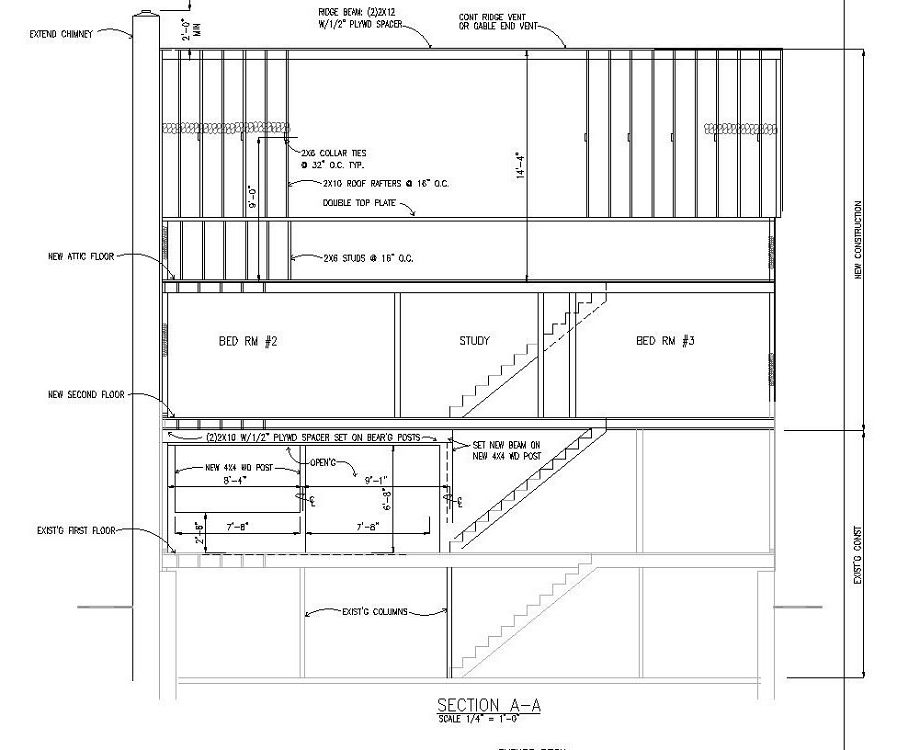 RIDGE BEAM: (2)2X12
W/1/2" PLYWD SPACER
CONT RIDGE VENT
OR GABLE END VENT
EXTEND CHIMNEY
2'-0"
MIN
2X6 COLLAR TIES
@ 32" O.C. TYP.
14'-4"
9'-0"
2X10 ROOF RAFTERS @ 16" O.C.
DOUBLE TOP PLATE
NEW CONSTRUCTION
NEW ATTIC FLOOR
2X6 STUDS @ 16" O.C.
BED RM #2
STUDY
BED RM #3
NEW SECOND FLOOR
(2)2X10 W/1/2" PLYWD SPACER SET ON BEAR'G POSTS
SET NEW BEAM ON
NEW 4X4 WD POST
OPEN'G
NEW 4X4 WD POST
8'-4"
9'-1"
6'-8"
EXIST'G FIRST FLOOR
2'-8"
7'-8"
7'-8"
EXIST'G CONST
EXIST'G COLUMNS
SECTION A-A
SCALE 1/4" = 1'-0"